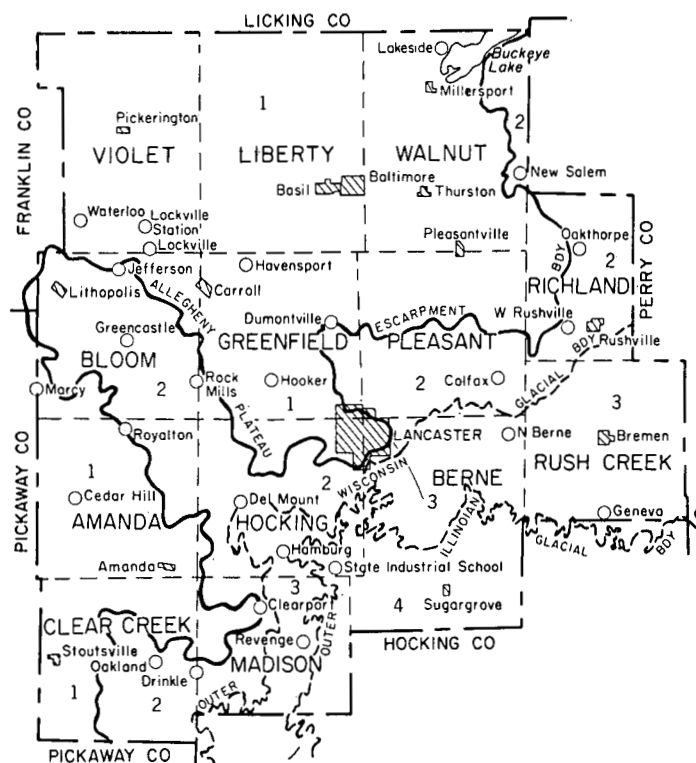 LICKING CO
Lakeside
Buckeye
Lake
Millersport
1
2
Pickerington
FRANKLIN CO
VIOLET
LIBERTY
WALNUT
Baltimore
Basil
Thurston
New Salem
Waterloo
Lockville
Station
Lockville
Pleasantville
Oakthorpe
BDY
2
RICHLAND
PERRY CO
Jefferson
Havensport
Lithopolis
ALLEGHENY
Carroll
Dumontville
ESCARPMENT
W Rushville
Rushville
BDY
Greencastle
GREENFIELD
PLEASANT
BLOOM
Marcy
2
Rock
Mills
Hooker
1
2
Colfax
GLACIAL
3
PLATEAU
Royalton
LANCASTER
N Berne
Bremen
PICKAWAY CO
1
2
WISCONSIN
BERNE
RUSH CREEK
Cedar Hill
AMANDA
Del Mount
HOCKING
3
ILLINOIAN
Geneva
GLACIAL
BDY
Hamburg
Amanda
State Industrial School
3
4
Sugargrove
Clearport
CLEAR CREEK
Stoutsville
Oakland
Revenge
OUTER
HOCKING CO
MADISON
Drinkle
1
2
OUTER
PICKAWAY CO